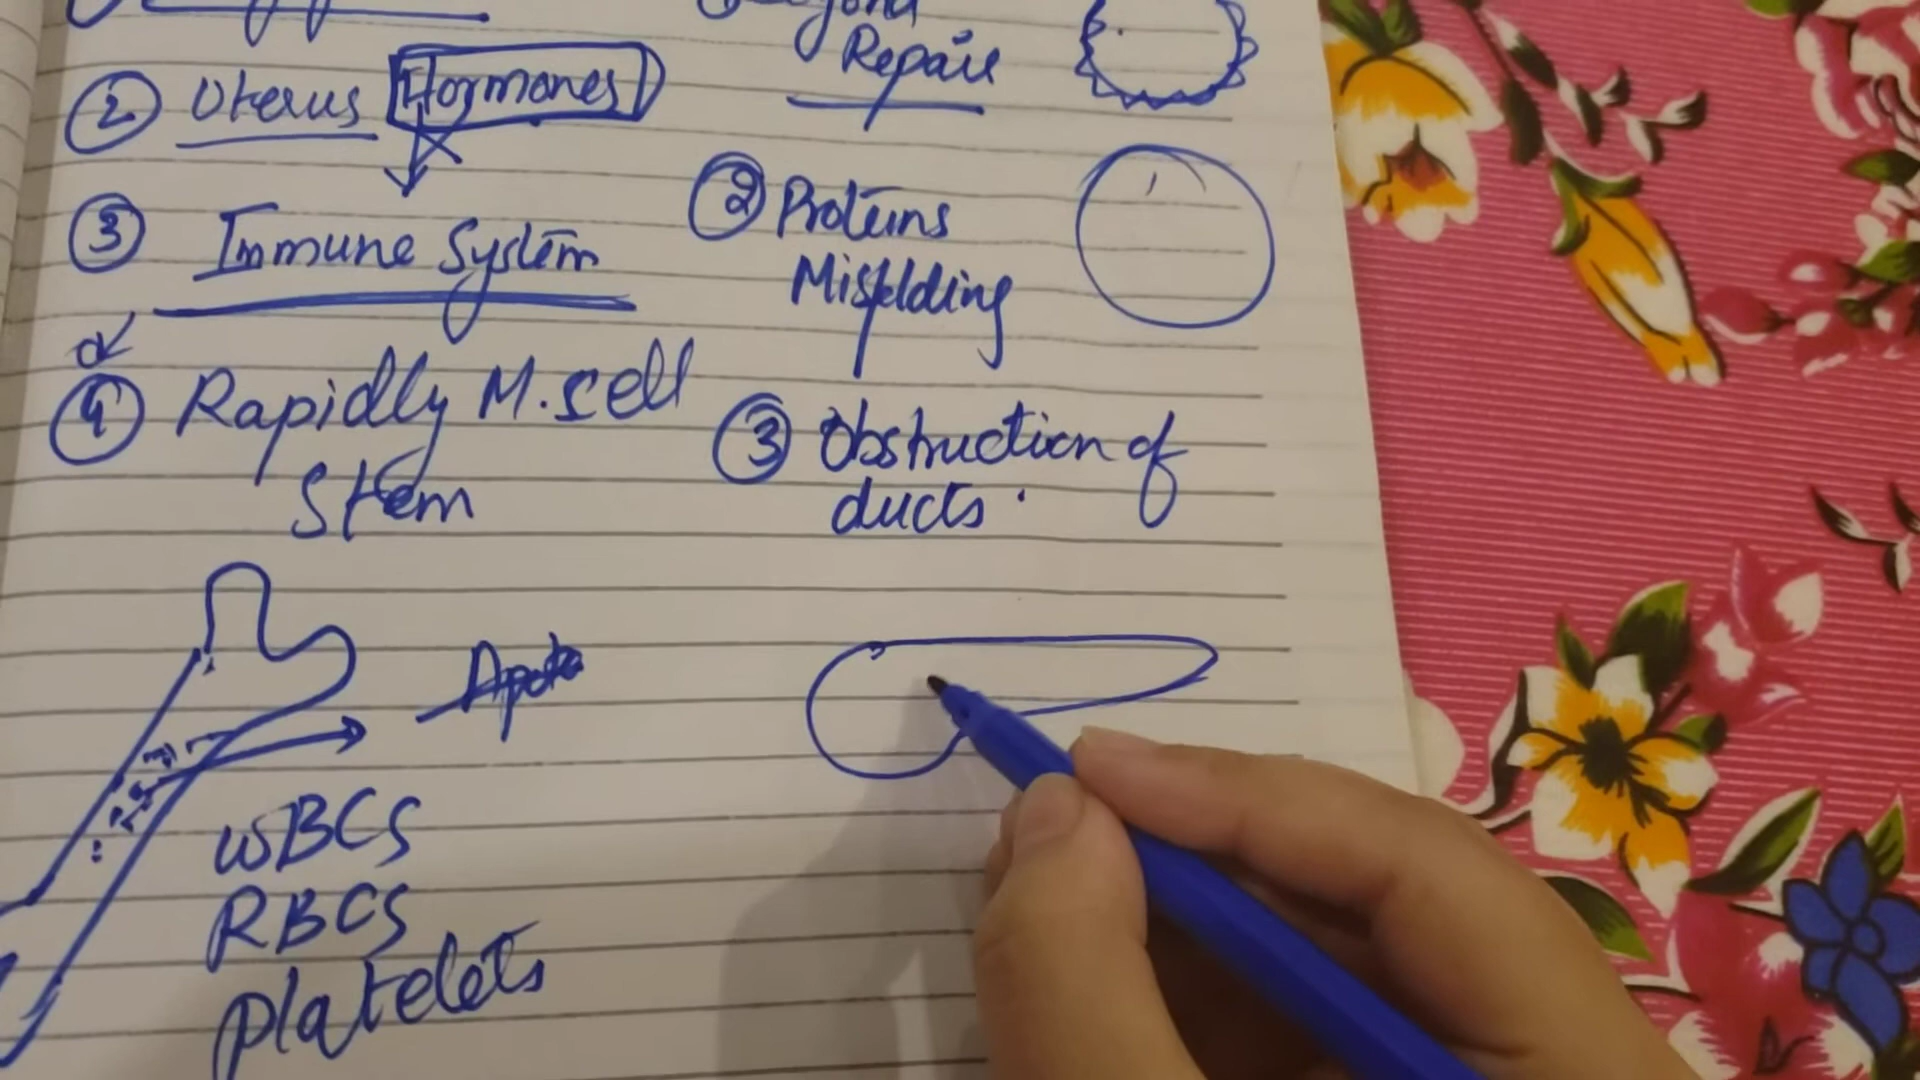 Repair
② Uterus Hormones
③ Immune System
④ Rapidly M. cell
Stem
WBCS
RBCS
Platelets
② Proteins
Misfolding
③ Obstruction of
ducts.